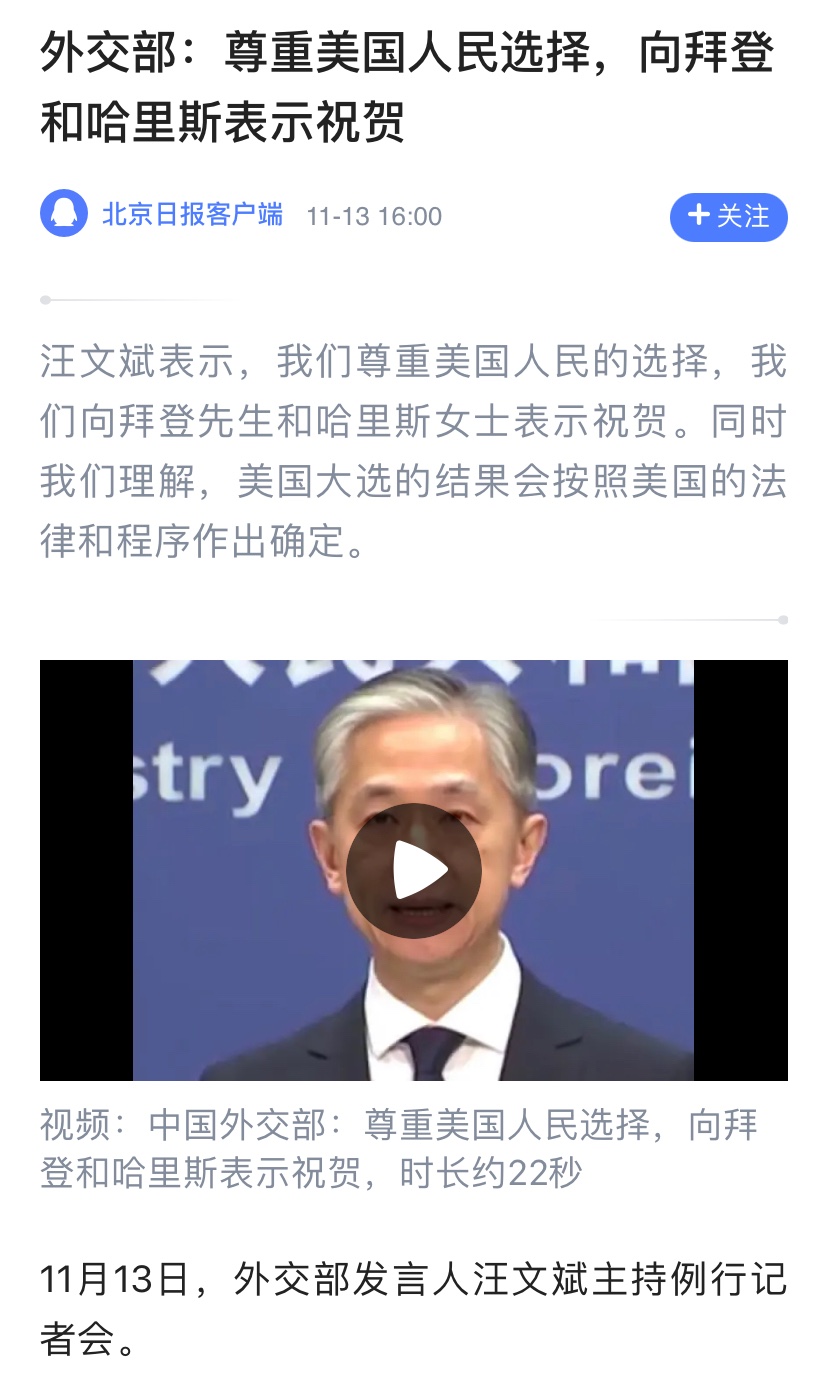 外交部：尊重美国人民选择，向拜登
和哈里斯表示祝贺
北京日报客户端 11-13 16:00
+ 关注
汪文斌表示，我们尊重美国人民的选择，我
们向拜登先生和哈里斯女士表示祝贺。同时
我们理解，美国大选的结果会按照美国的法
律和程序作出确定。
stry orei
视频：中国外交部：尊重美国人民选择，向拜
登和哈里斯表示祝贺，时长约22秒
11月13日，外交部发言人汪文斌主持例行记
者会。